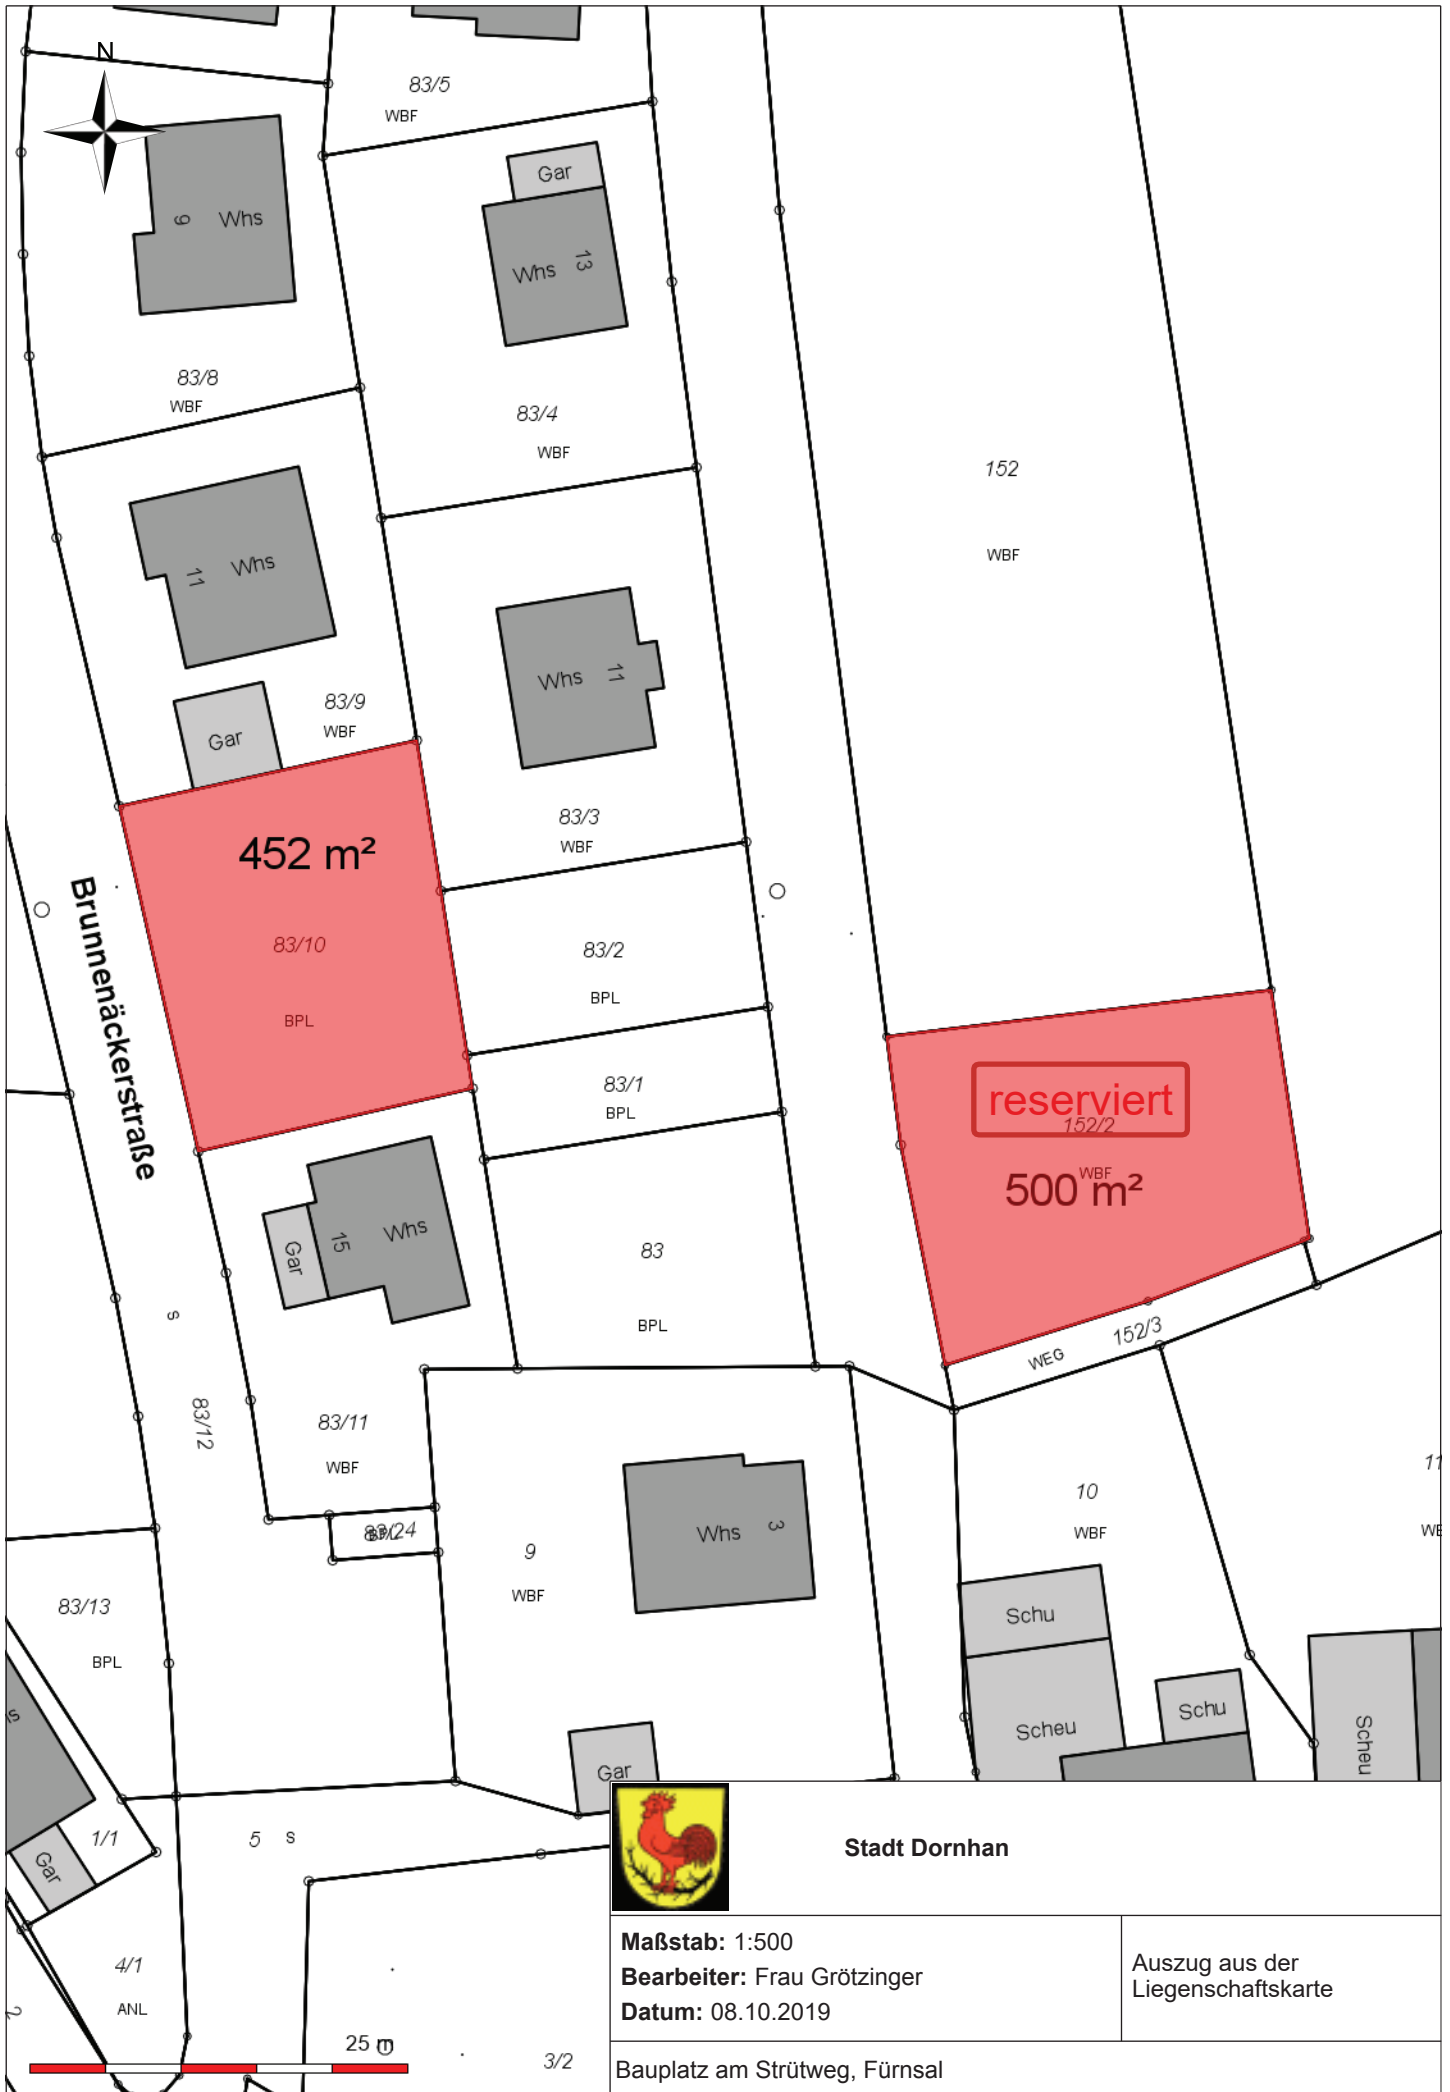 N
83/5
WBF
Gar
9
Whs
Whs
13
83/8
WBF
83/4
WBF
152
WBF
11
Whs
Whs
11
83/9
WBF
Gar
83/3
WBF
452 m²
Brunnenäckerstraße
83/10
BPL
83/2
BPL
83/1
BPL
reserviert
152/2
WBF
500 m²
Gar
15
Whs
83
BPL
s
WEG
152/3
83/12
83/11
WBF
83/24
BPL
9
WBF
Whs
3
10
WBF
11
83/13
BPL
Schu
Scheu
Schu
Scheu
Gar
1/1
Gar
5
s
4/1
ANL
2
25 m
3/2
Stadt Dornhan
Maßstab: 1:500
Bearbeiter: Frau Grötzinger
Datum: 08.10.2019
Auszug aus der
Liegenschaftskarte
Bauplatz am Strütweg, Fürnsal